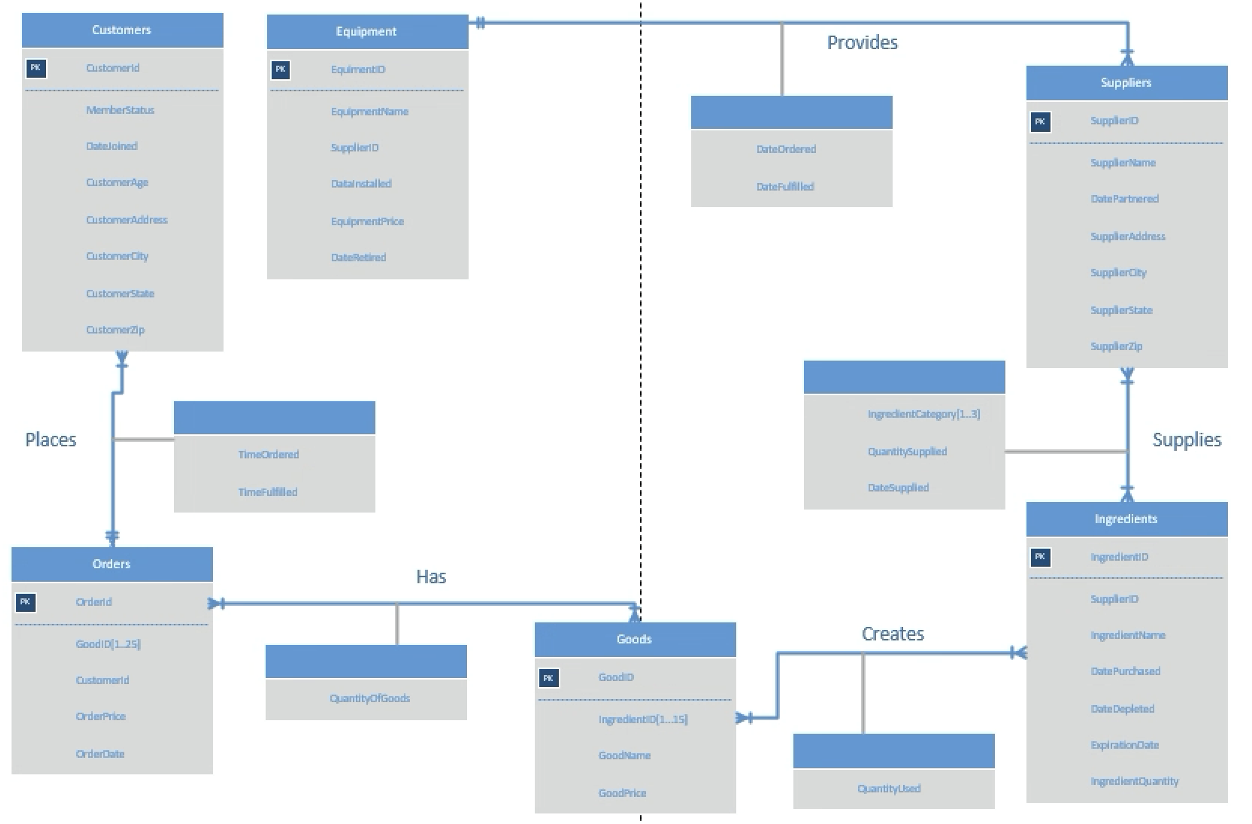 Customers
PK CustomerId
MemberStatus
DateJoined
CustomerAge
CustomerAddress
CustomerCity
CustomerState
CustomerZip
Equipment
PK EquimentID
EquipmentName
SupplierID
DataInstalled
EquipmentPrice
DateRetired
Provides
DateOrdered
DateFulfilled
Suppliers
PK SupplierID
SupplierName
DatePartnered
SupplierAddress
SupplierCity
SupplierState
SupplierZip
Places
TimeOrdered
TimeFulfilled
IngredientCategory[1...3]
QuantitySupplied
DateSupplied
Supplies
Orders
PK OrderId
GoodID[1...25]
CustomerId
OrderPrice
OrderDate
Has
QuantityOfGoods
Goods
PK GoodID
IngredientID[1...15]
GoodName
GoodPrice
Creates
QuantityUsed
Ingredients
PK IngredientID
SupplierID
IngredientName
DatePurchased
DateDepleted
ExpirationDate
IngredientQuantity